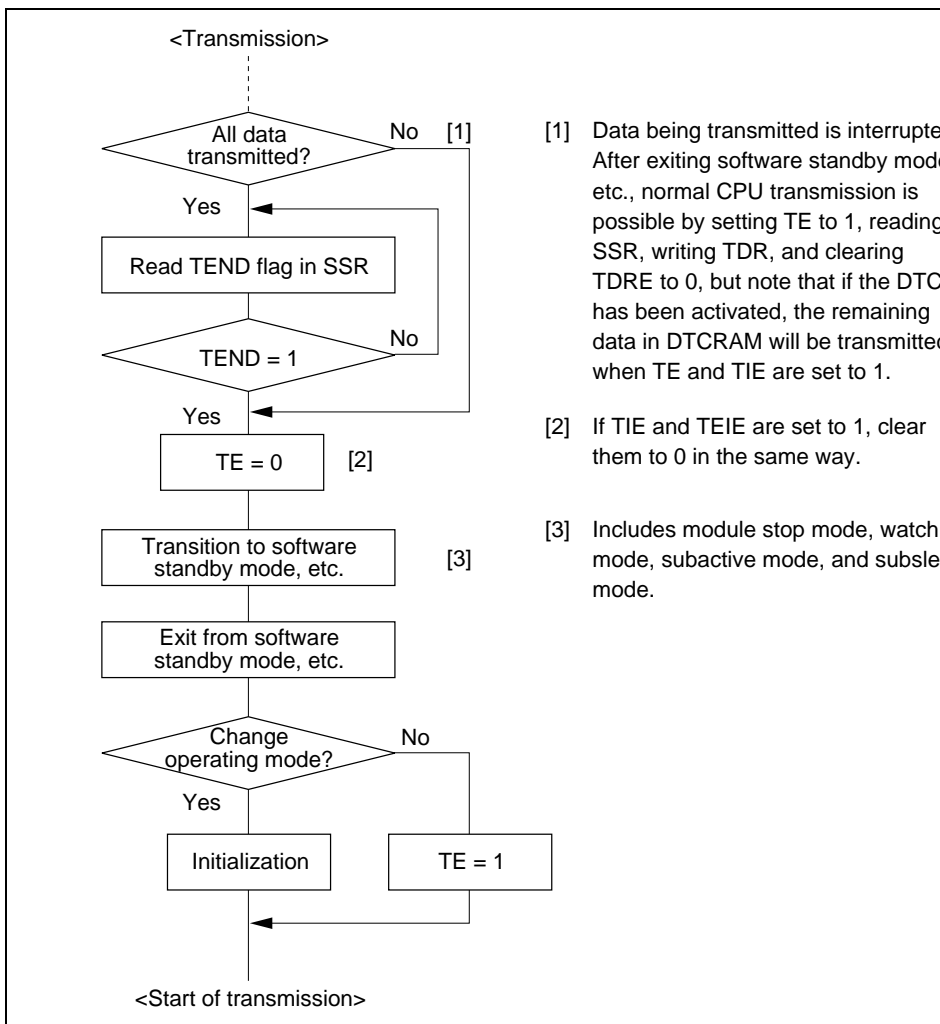 <Transmission>
All data
transmitted?
No
[1]
Yes
Read TEND flag in SSR
No
TEND = 1
Yes
TE = 0
[2]
Transition to software
standby mode, etc.
[3]
Exit from software
standby mode, etc.
Change
operating mode?
No
Yes
Initialization
TE = 1
<Start of transmission>
[1] Data being transmitted is interrupte
After exiting software standby mod
etc., normal CPU transmission is
possible by setting TE to 1, reading
SSR, writing TDR, and clearing
TDRE to 0, but note that if the DTC
has been activated, the remaining
data in DTCRAM will be transmitte
when TE and TIE are set to 1.
[2] If TIE and TEIE are set to 1, clear
them to 0 in the same way.
[3] Includes module stop mode, watch
mode, subactive mode, and subsle
mode.